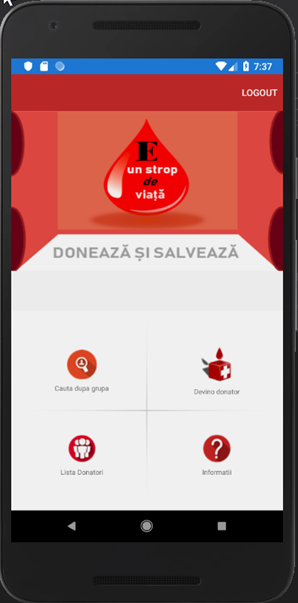 7:37
LOGOUT
E
un strop
de
viață
DONEAZĂ ȘI SALVEAZĂ
Cauta dupa grupa
Devino donator
Lista Donatori
Informatii